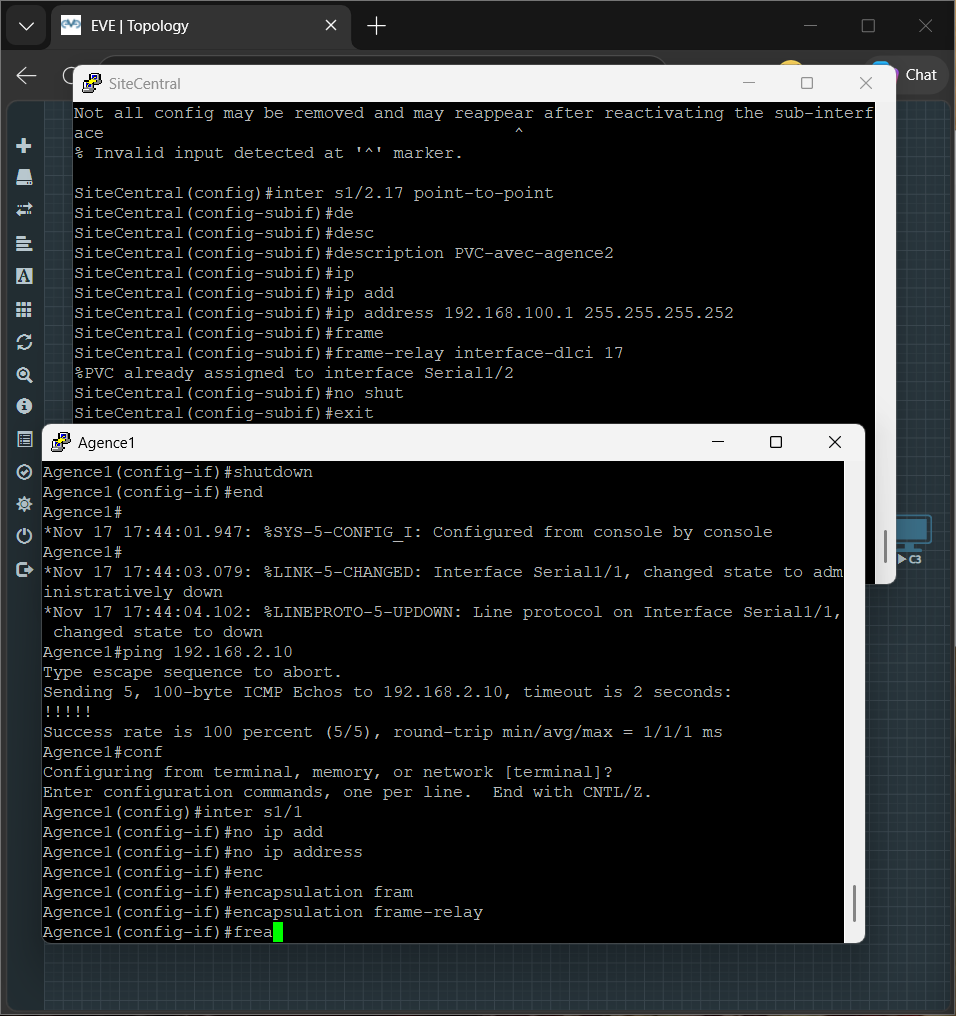 EVE | Topology
Chat
SiteCentral
Not all config may be removed and may reappear after reactivating the sub-interf
ace                                           ^
% Invalid input detected at '^' marker.
SiteCentral(config)#inter s1/2.17 point-to-point
SiteCentral(config-subif)#de
SiteCentral(config-subif)#desc
SiteCentral(config-subif)#description PVC-avec-agence2
SiteCentral(config-subif)#ip
SiteCentral(config-subif)#ip add
SiteCentral(config-subif)#ip address 192.168.100.1 255.255.255.252
SiteCentral(config-subif)#frame
SiteCentral(config-subif)#frame-relay interface-dlci 17
%PVC already assigned to interface Serial1/2
SiteCentral(config-subif)#no shut
SiteCentral(config-subif)#exit
Agence1
Agence1(config-if)#shutdown
Agence1(config-if)#end
Agence1#
*Nov 17 17:44:01.947: %SYS-5-CONFIG_I: Configured from console by console
Agence1#
*Nov 17 17:44:03.079: %LINK-5-CHANGED: Interface Serial1/1, changed state to adm
inistratively down
*Nov 17 17:44:04.102: %LINEPROTO-5-UPDOWN: Line protocol on Interface Serial1/1,
 changed state to down
Agence1#ping 192.168.2.10
Type escape sequence to abort.
Sending 5, 100-byte ICMP Echos to 192.168.2.10, timeout is 2 seconds:
!!!!!
Success rate is 100 percent (5/5), round-trip min/avg/max = 1/1/1 ms
Agence1#conf
Configuring from terminal, memory, or network [terminal]?
Enter configuration commands, one per line.  End with CNTL/Z.
Agence1(config)#inter s1/1
Agence1(config-if)#no ip add
Agence1(config-if)#no ip address
Agence1(config-if)#enc
Agence1(config-if)#encapsulation fram
Agence1(config-if)#encapsulation frame-relay
Agence1(config-if)#frea
C3